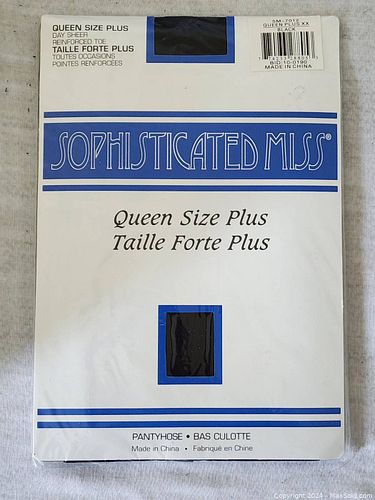 QUEEN SIZE PLUS
DAY SHEER
REINFORCED TOE
TAILLE FORTE PLUS
TOUTES OCCASIONS
POINTES RENFORCÉES
SM-7012
QUEEN PLUS XX
BLACK
MADE IN CHINA
SOPHISTICATED MISS®
Queen Size Plus
Taille Forte Plus
PANTYHOSE • BAS CULOTTE
Made in China • Fabriqué en Chine
Copyright 2024 - MaxSold.com